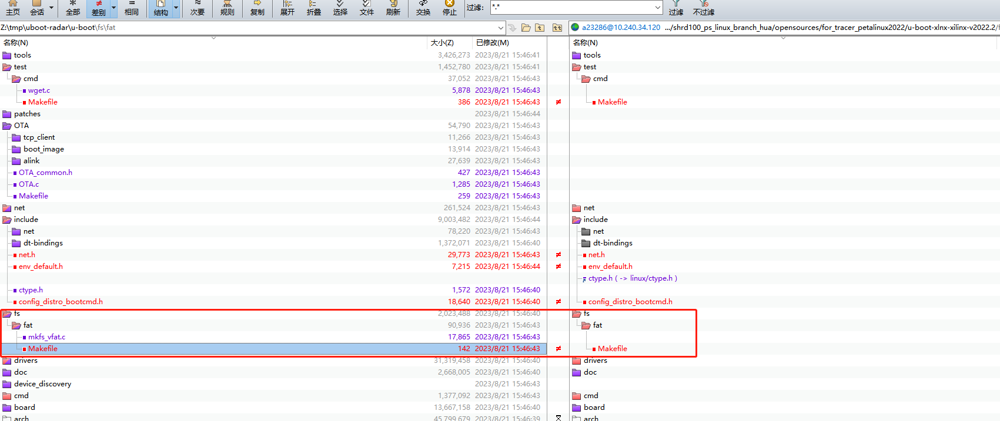 主页 会话 全部 差别 相同 结构 次要 规则 复制 展开 折叠 选择 文件 刷新 交换 停止 过滤: *.* 过滤 不过滤
Z:\tmp\uboot-radar\u-boot\fs\fat a23286@10.240.34.120 .../shrd100_ps_linux_branch_hua/opensources/for_tracer_petalinux2022/u-boot-xlnx-xilinx-v2022.2/f
名称(N) 大小(Z) 已修改(M) 名称(N)
tools 3,426,273 2023/8/21 15:46:41 tools
test 1,452,780 2023/8/21 15:46:41 test
cmd 37,052 2023/8/21 15:46:43 cmd
wget.c 5,878 2023/8/21 15:46:43
Makefile 386 2023/8/21 15:46:43 ≠ Makefile
patches 2023/8/21 15:46:44
OTA 54,790 2023/8/21 15:46:43
tcp_client 11,266 2023/8/21 15:46:43
boot_image 13,914 2023/8/21 15:46:43
alink 27,639 2023/8/21 15:46:43
OTA_common.h 427 2023/8/21 15:46:43
OTA.c 1,285 2023/8/21 15:46:43
Makefile 259 2023/8/21 15:46:43
net 261,524 2023/8/21 15:46:43 net
include 9,003,482 2023/8/21 15:46:44 include
net 78,220 2023/8/21 15:46:43 net
dt-bindings 1,372,071 2023/8/21 15:46:40 dt-bindings
net.h 29,773 2023/8/21 15:46:43 ≠ net.h
env_default.h 7,215 2023/8/21 15:46:44 ≠ env_default.h
ctype.h ( -> linux/ctype.h )
ctype.h 1,572 2023/8/21 15:46:40
config_distro_bootcmd.h 18,640 2023/8/21 15:46:40 ≠ config_distro_bootcmd.h
fs 2,023,488 2023/8/21 15:46:40 fs
fat 90,936 2023/8/21 15:46:43 fat
mkfs_vfat.c 17,865 2023/8/21 15:46:43
Makefile 142 2023/8/21 15:46:43 ≠ Makefile
drivers 31,319,458 2023/8/21 15:46:40 drivers
doc 2,668,005 2023/8/21 15:46:40 doc
device_discovery 2023/8/21 15:46:43
cmd 1,377,092 2023/8/21 15:46:43 cmd
board 13,667,158 2023/8/21 15:46:40 board
arch 45,799,679 2023/8/21 15:46:39 arch